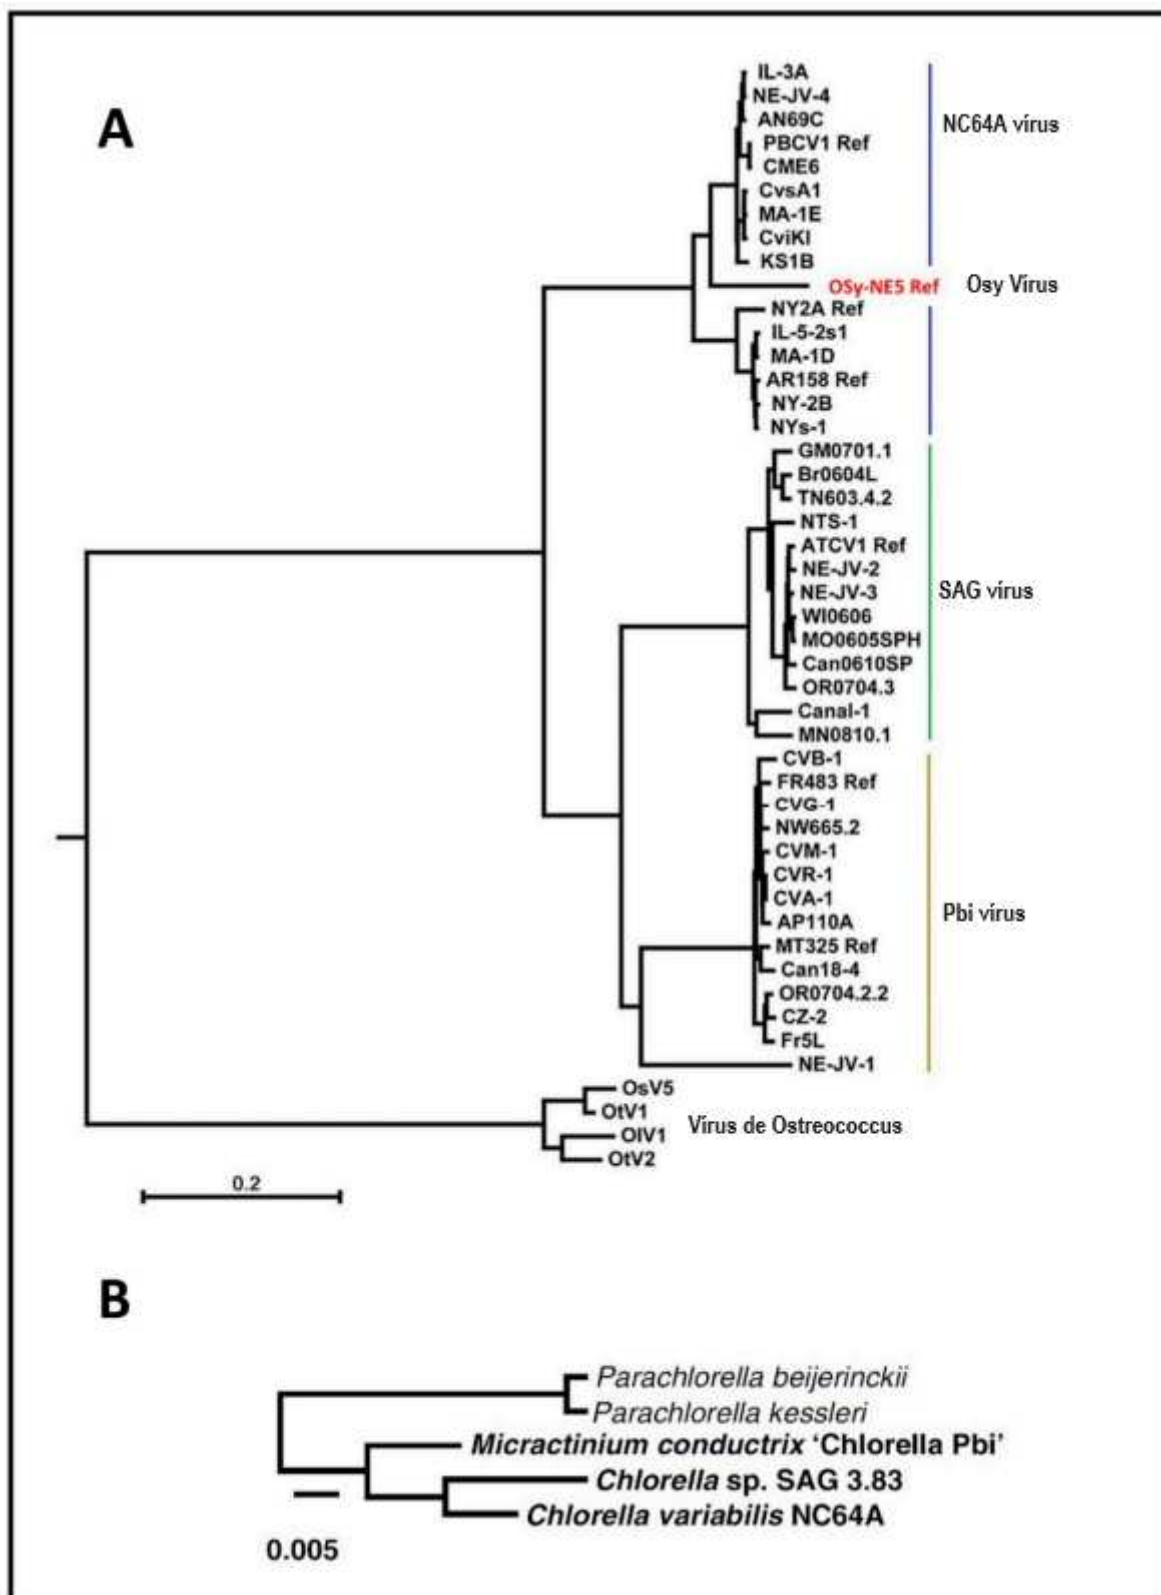 A
IL-3A
NE-JV-4
AN69C
NC64A vírus
PBCV1 Ref
CME6
CvsA1
MA-1E
CviKI
KS1B
OSy-NE5 Ref
Osy Vírus
NY2A Ref
IL-5-2s1
MA-1D
AR158 Ref
NY-2B
NYs-1
GM0701.1
Br0604L
TN603.4.2
NTS-1
ATCV1 Ref
NE-JV-2
NE-JV-3
SAG vírus
WI0606
MO0605SPH
Can0610SP
OR0704.3
Canal-1
MN0810.1
CVB-1
FR483 Ref
CVG-1
NW665.2
CVM-1
CVR-1
CVA-1
Pbi vírus
AP110A
MT325 Ref
Can18-4
OR0704.2.2
CZ-2
Fr5L
NE-JV-1
OsV5
OtV1
Vírus de Ostreococcus
OlV1
OtV2
0.2
B
Parachlorella beijerinckii
Parachlorella kessleri
Micractinium conductrix ‘Chlorella Pbi’
Chlorella sp. SAG 3.83
Chlorella variabilis NC64A
0.005